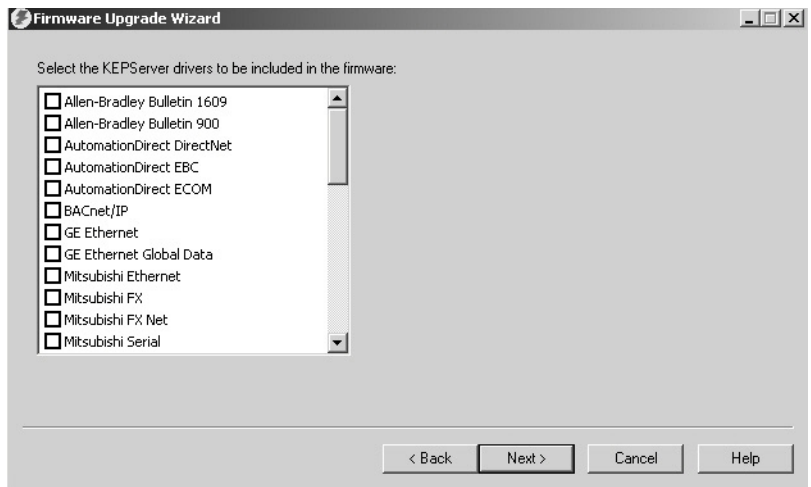 Firmware Upgrade Wizard
Select the KEPServer drivers to be included in the firmware:
Allen-Bradley Bulletin 1609
Allen-Bradley Bulletin 900
AutomationDirect DirectNet
AutomationDirect EBC
AutomationDirect ECOM
BACnet/IP
GE Ethernet
GE Ethernet Global Data
Mitsubishi Ethernet
Mitsubishi FX
Mitsubishi FX Net
Mitsubishi Serial
< Back Next > Cancel Help